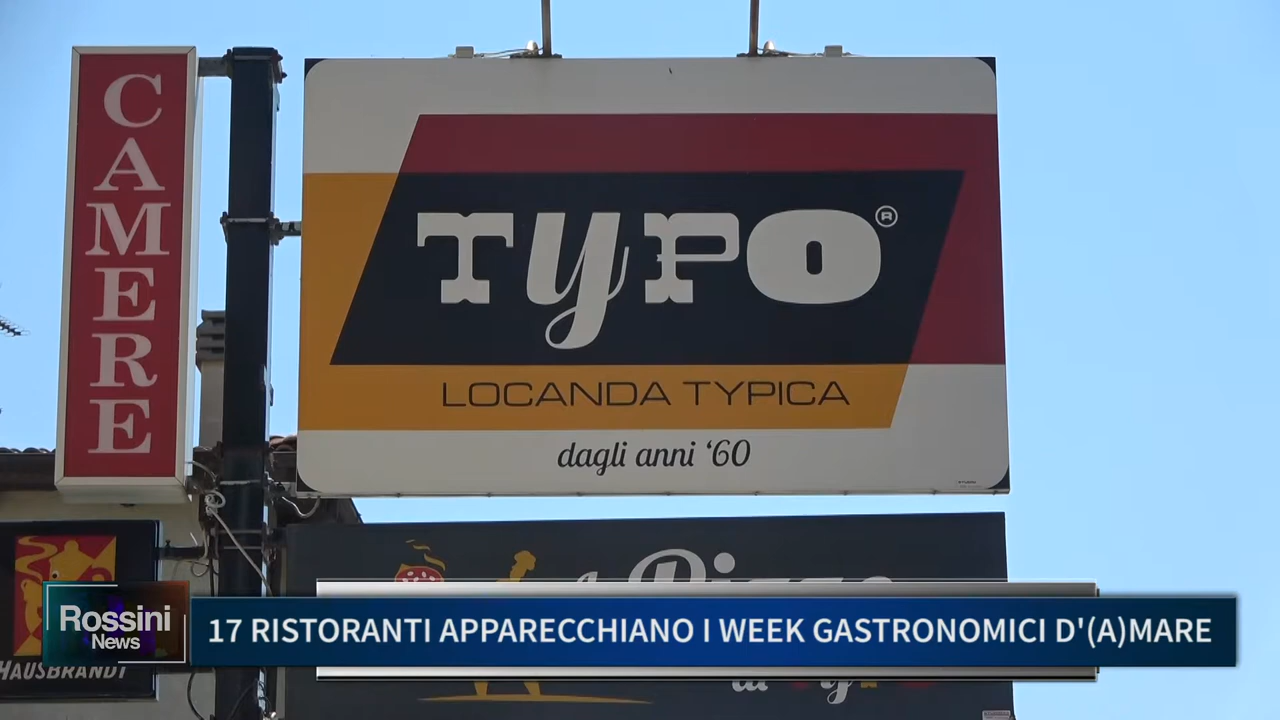 CAMERE
TYPO®
LOCANDA TYPICA
dagli anni '60
Rossini
News
17 RISTORANTI APPARECCHIANO I WEEK GASTRONOMICI D'(A)MARE
HAUSBRANDT